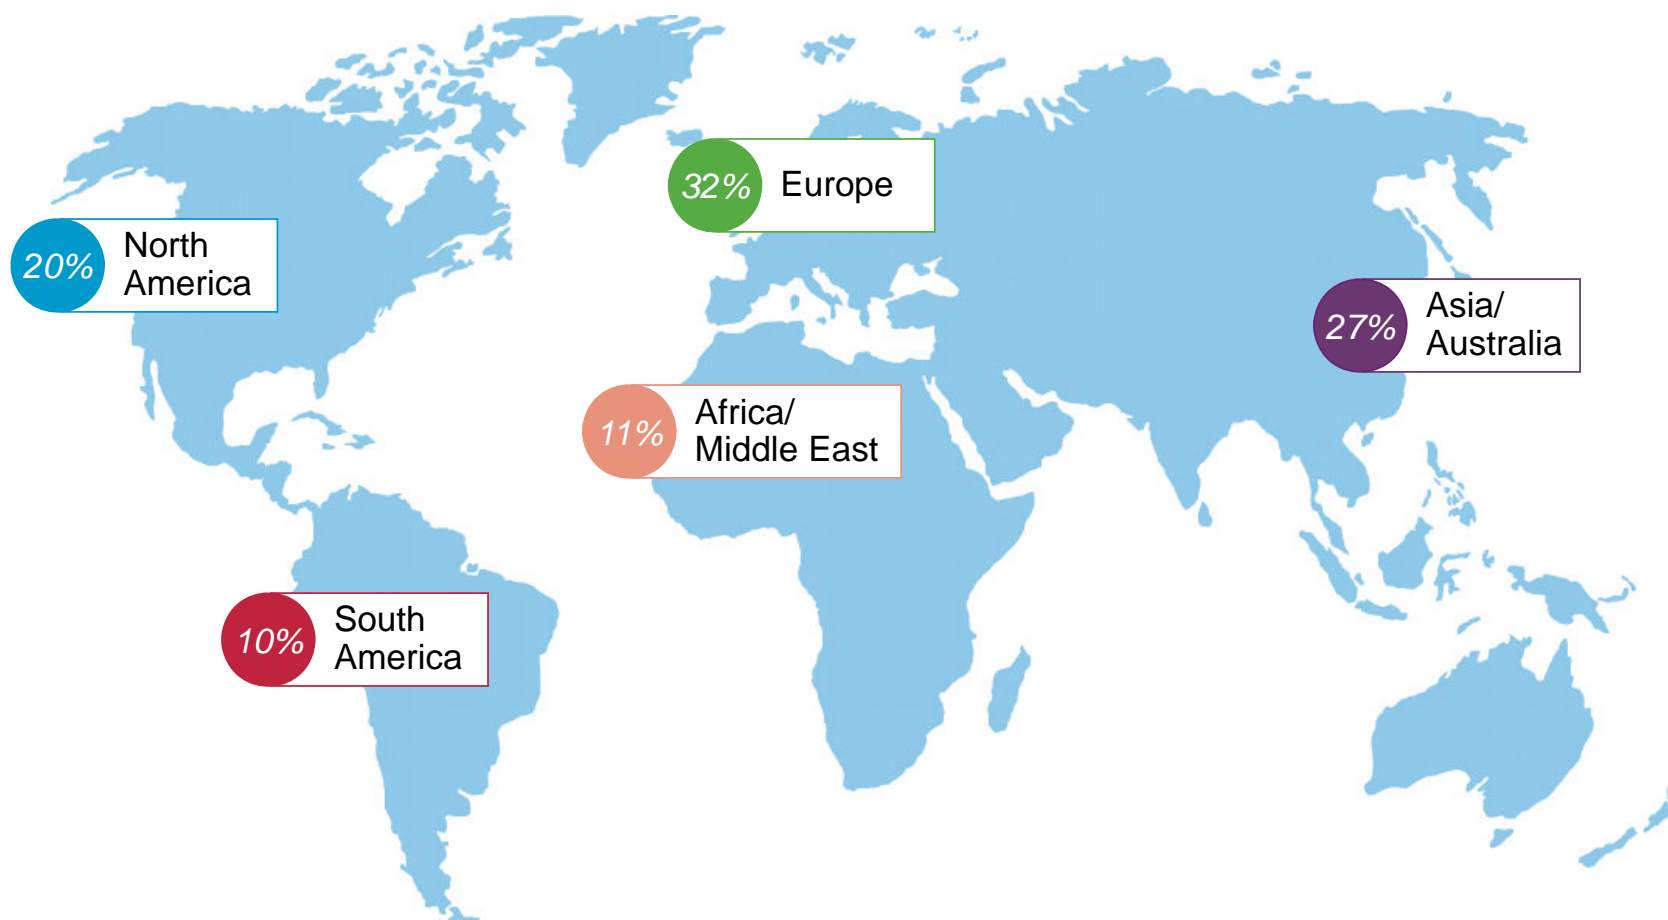 32% Europe
20% North
America
27% Asia/
Australia
11% Africa/
Middle East
10% South
America